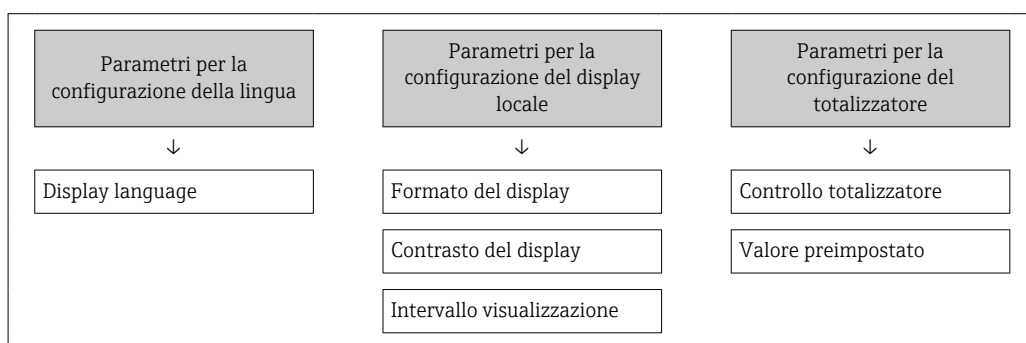 Parametri per la
configurazione della lingua
↓
Display language
Parametri per la
configurazione del display
locale
↓
Formato del display
Contrasto del display
Intervallo visualizzazione
Parametri per la
configurazione del
totalizzatore
↓
Controllo totalizzatore
Valore preimpostato